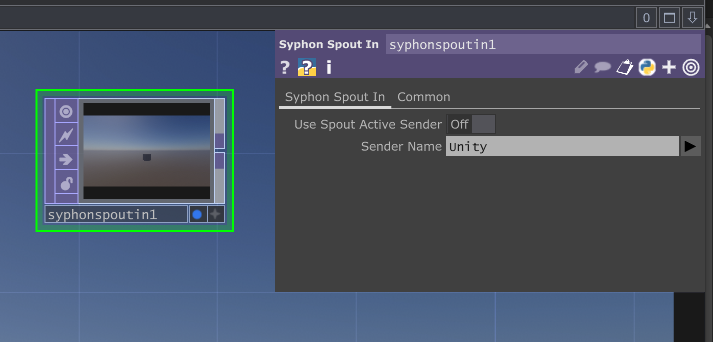 0
Syphon Spout In syphonspoutin1
? ? i
Syphon Spout In Common
Use Spout Active Sender Off
Sender Name Unity
syphonspoutin1